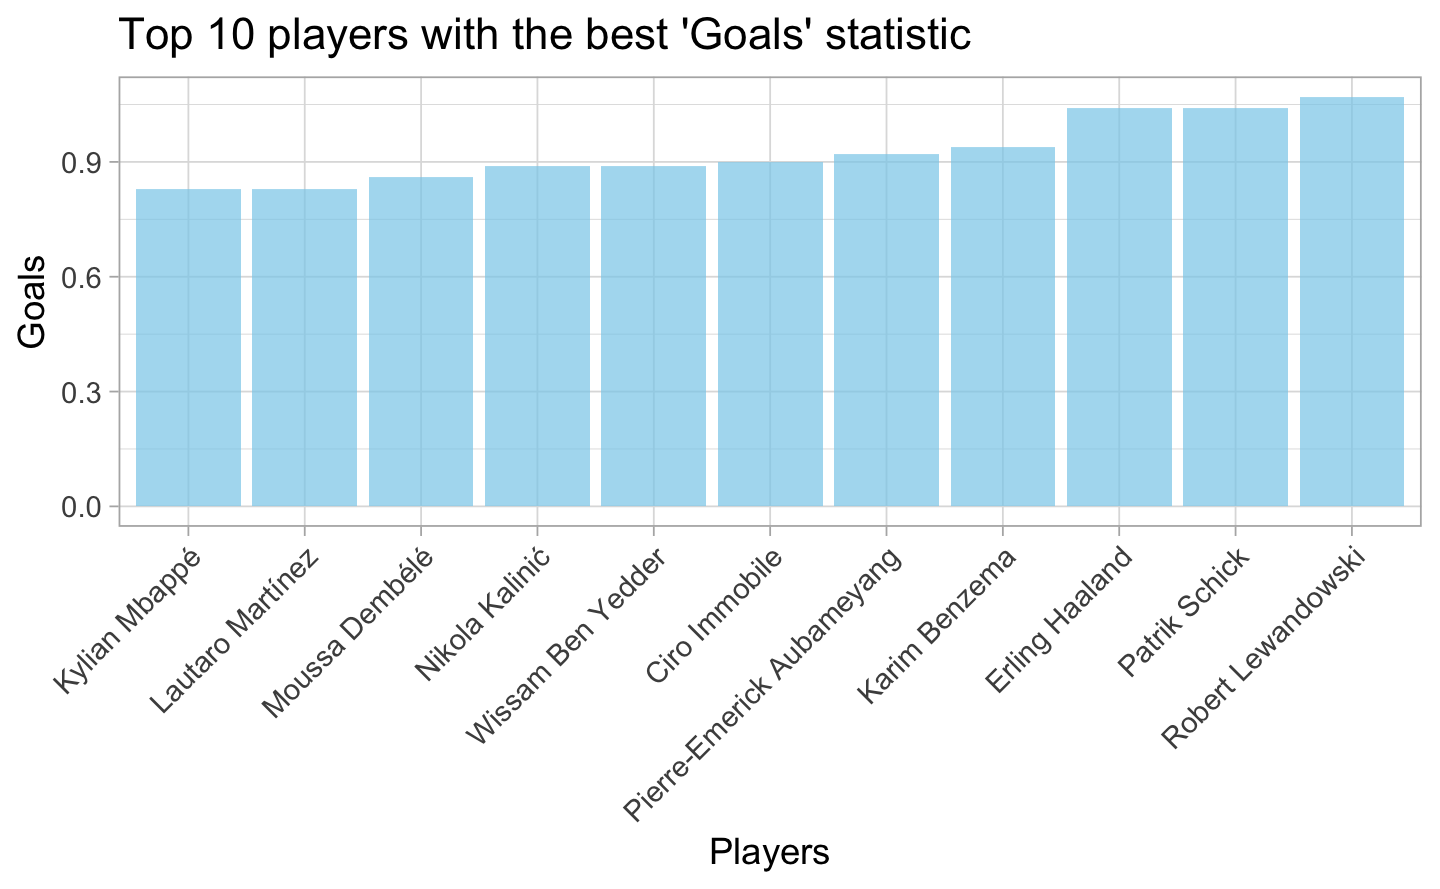 Top 10 players with the best 'Goals' statistic
Goals
0.9
0.6
0.3
0.0
Kylian Mbappé
Lautaro Martínez
Moussa Dembélé
Nikola Kalinić
Wissam Ben Yedder
Ciro Immobile
Pierre-Emerick Aubameyang
Karim Benzema
Erling Haaland
Patrik Schick
Robert Lewandowski
Players